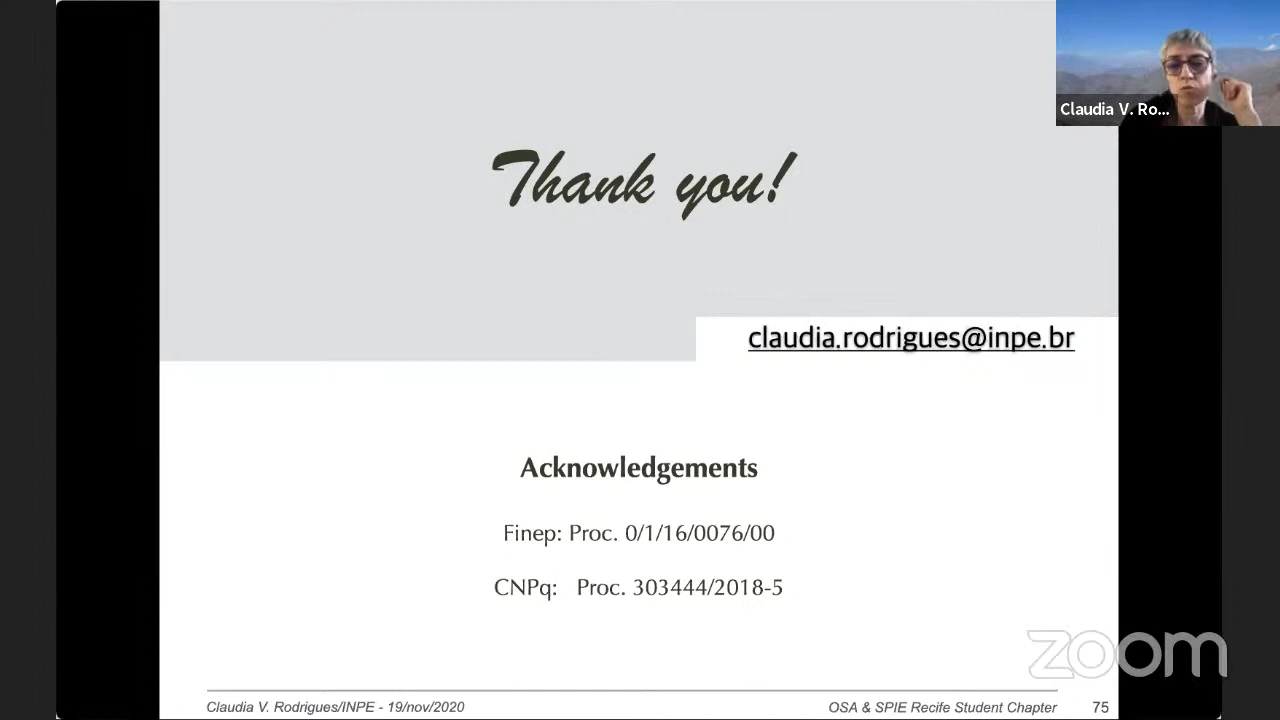 Claudia V. Ro...
Thank you!
claudia.rodrigues@inpe.br
Acknowledgements
Finep: Proc. 0/1/16/0076/00
CNPq: Proc. 303444/2018-5
zoom
Claudia V. Rodrigues/INPE - 19/nov/2020
OSA & SPIE Recife Student Chapter
75